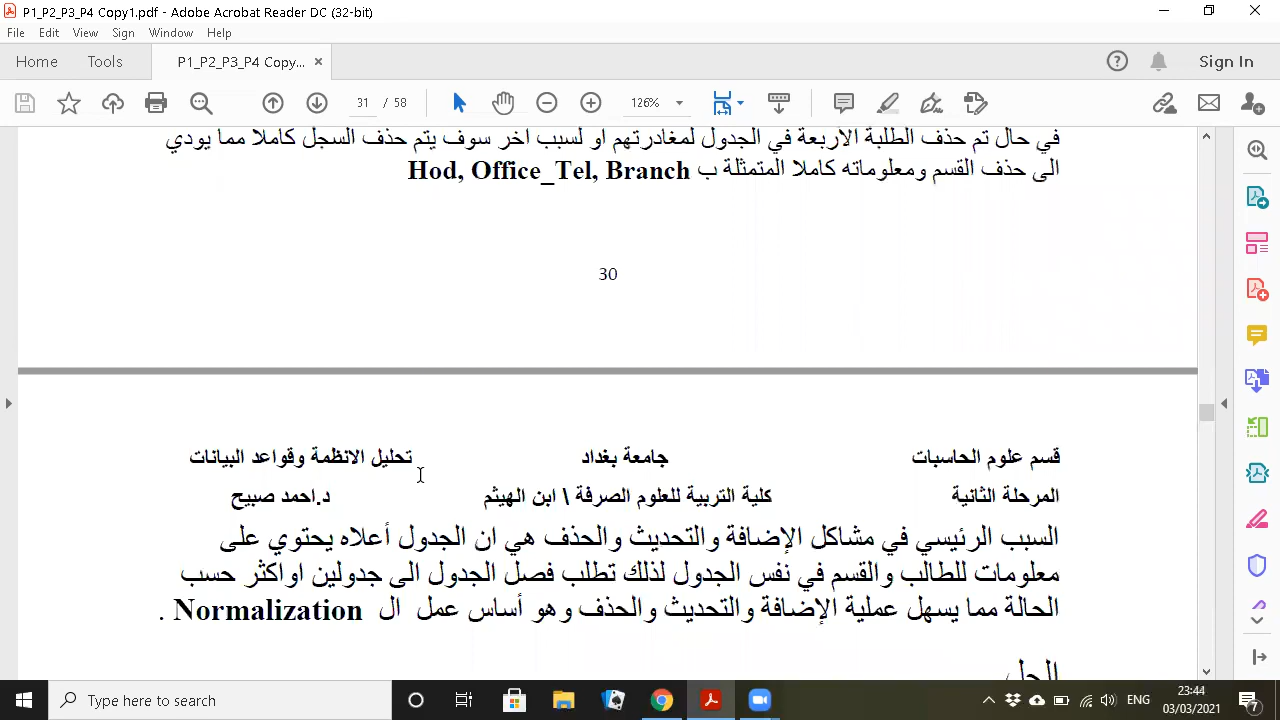 P1_P2_P3_P4 Copy1.pdf - Adobe Acrobat Reader DC (32-bit)
File Edit View Sign Window Help
Home Tools P1_P2_P3_P4 Copy... × Sign In
31 / 58 126%
في حال تم حذف الطلبة الاربعة في الجدول لمغادرتهم او لسبب اخر سوف يتم حذف السجل كاملا مما يودي
الى حذف القسم ومعلوماته كاملا المتمثلة ب Hod, Office_Tel, Branch
30
قسم علوم الحاسبات جامعة بغداد تحليل الانظمة وقواعد البيانات
المرحلة الثانية كلية التربية للعلوم الصرفة \ ابن الهيثم د.احمد صبيح
السبب الرئيسي في مشاكل الإضافة والتحديث والحذف هي ان الجدول أعلاه يحتوي على
معلومات للطالب والقسم في نفس الجدول لذلك تطلب فصل الجدول الى جدولين اواكثر حسب
الحالة مما يسهل عملية الإضافة والتحديث والحذف وهو أساس عمل ال Normalization .
الحل
Type here to search
ENG
23:44
03/03/2021
7